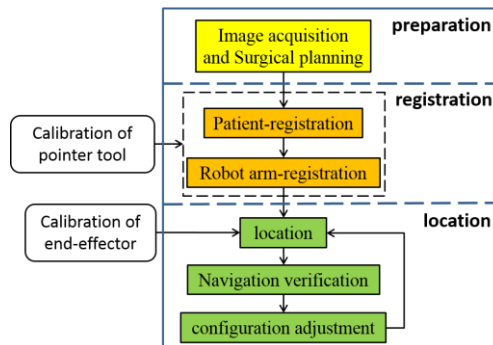 preparation
Image acquisition
and Surgical planning
registration
Calibration of
pointer tool
Patient-registration
Robot arm-registration
location
Calibration of
end-effector
location
Navigation verification
configuration adjustment